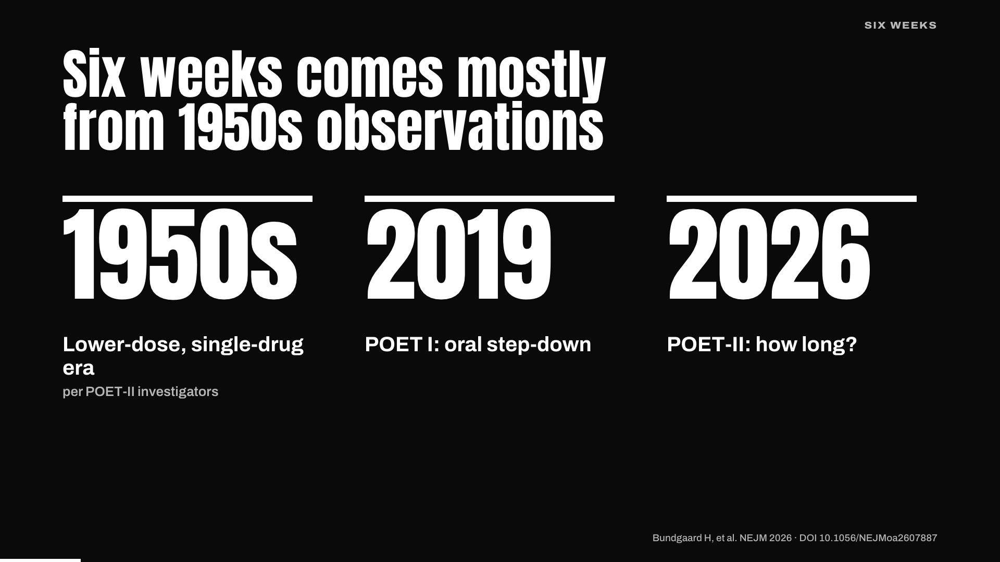 SIX WEEKS
Six weeks comes mostly
from 1950s observations
1950s
Lower-dose, single-drug
era
per POET-II investigators
2019
POET I: oral step-down
2026
POET-II: how long?
Bundgaard H, et al. NEJM 2026 · DOI 10.1056/NEJMoa2607887